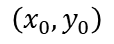 (x₀, y₀)